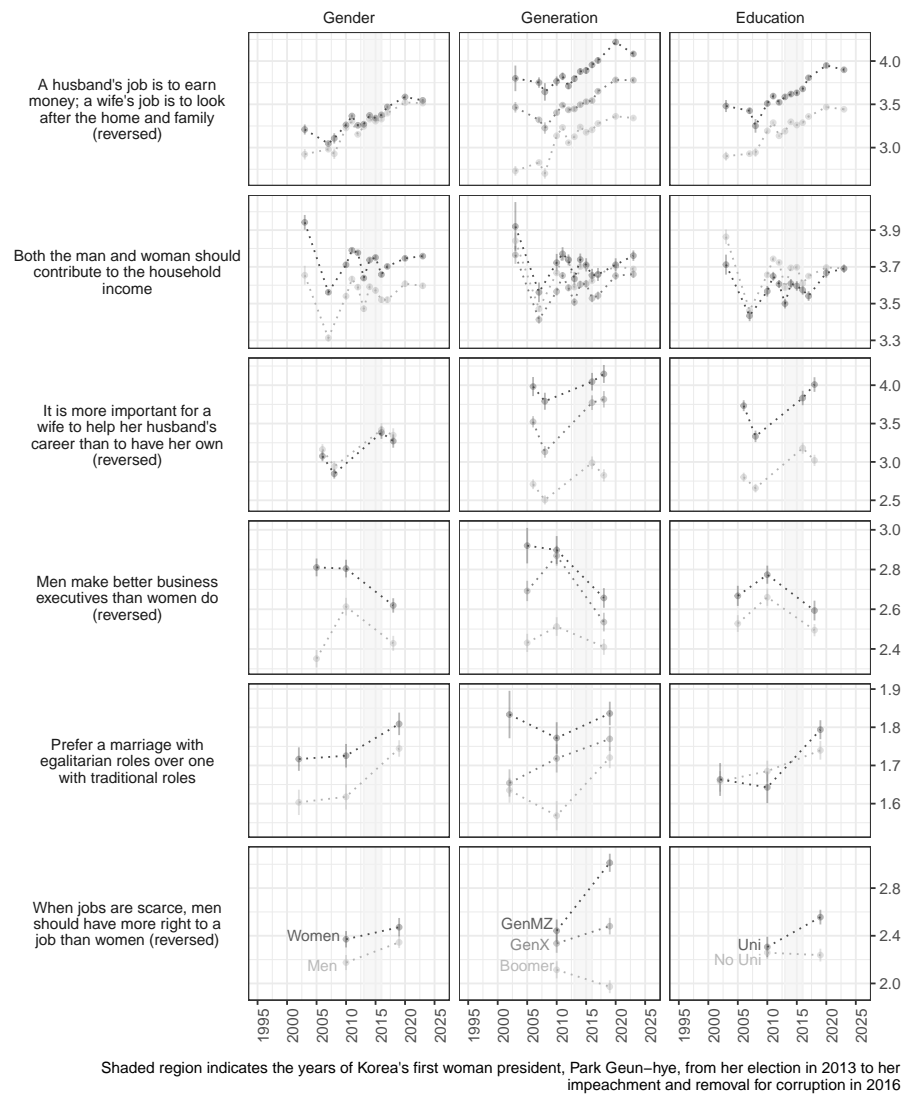 Gender Generation Education
A husband's job is to earn
money; a wife's job is to look
after the home and family
(reversed)
4.0
3.5
3.0
Both the man and woman should
contribute to the household
income
3.9
3.7
3.5
3.3
It is more important for a
wife to help her husband's
career than to have her own
(reversed)
4.0
3.5
3.0
2.5
Men make better business
executives than women do
(reversed)
3.0
2.8
2.6
2.4
Prefer a marriage with
egalitarian roles over one
with traditional roles
1.9
1.8
1.7
1.6
When jobs are scarce, men
should have more right to a
job than women (reversed)
Women
Men
GenMZ
GenX
Boomer
Uni
No Uni
2.8
2.4
2.0
1995 2000 2005 2010 2015 2020 2025 1995 2000 2005 2010 2015 2020 2025 1995 2000 2005 2010 2015 2020 2025
Shaded region indicates the years of Korea's first woman president, Park Geun−hye, from her election in 2013 to her
impeachment and removal for corruption in 2016